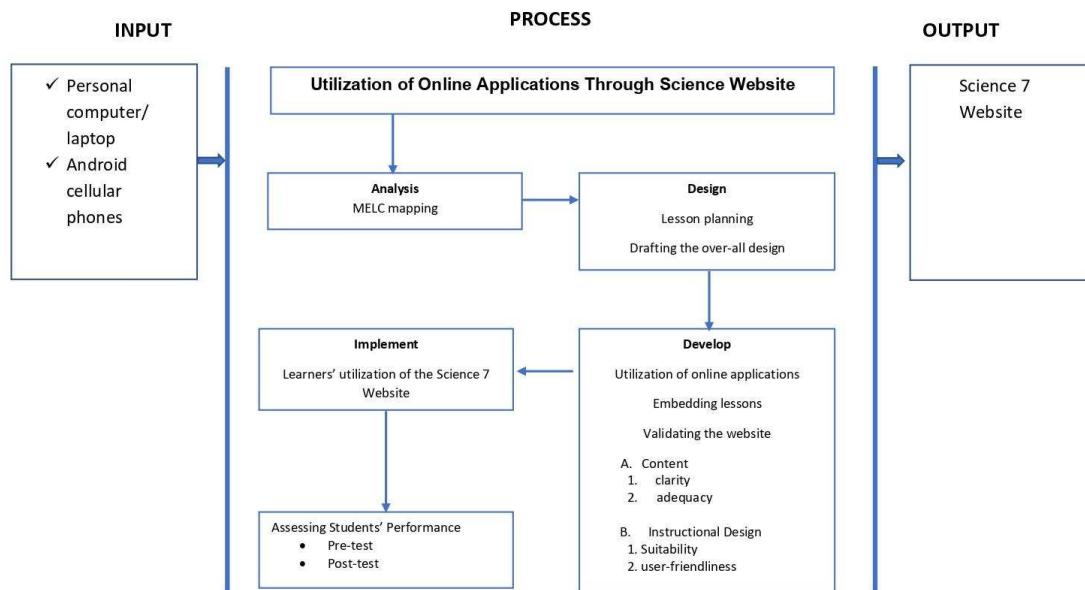 INPUT
PROCESS
OUTPUT
✓ Personal
computer/
laptop
✓ Android
cellular
phones
Utilization of Online Applications Through Science Website
Analysis
MELC mapping
Design
Lesson planning
Drafting the over-all design
Develop
Utilization of online applications
Embedding lessons
Validating the website
A. Content
1. clarity
2. adequacy
B. Instructional Design
1. Suitability
2. user-friendliness
Implement
Learners’ utilization of the Science 7
Website
Assessing Students’ Performance
• Pre-test
• Post-test
Science 7
Website